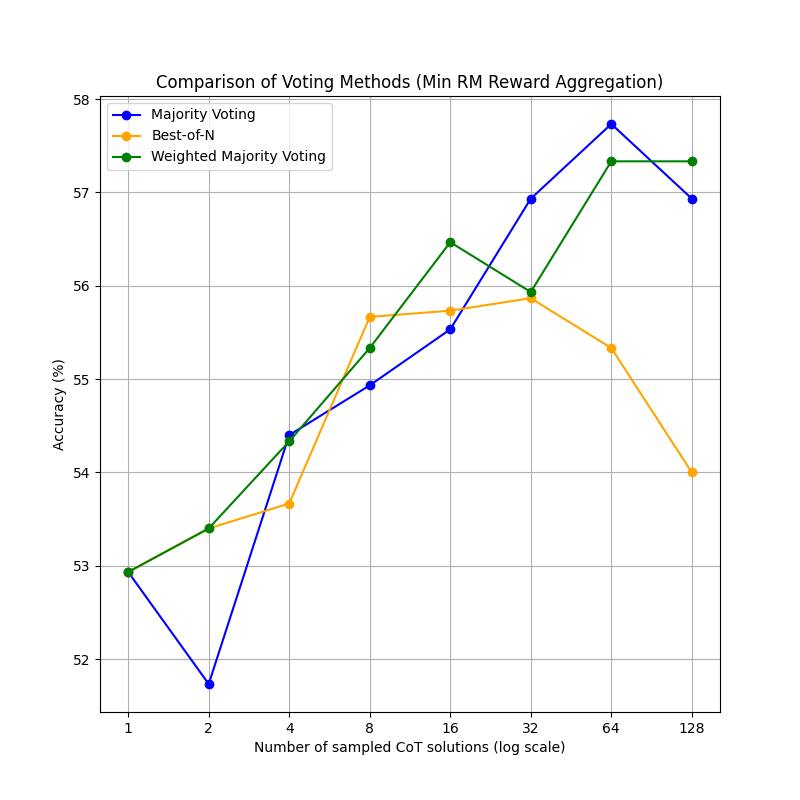 Comparison of Voting Methods (Min RM Reward Aggregation)
Majority Voting
Best-of-N
Weighted Majority Voting
58
57
56
55
54
53
52
Accuracy (%)
1 2 4 8 16 32 64 128
Number of sampled CoT solutions (log scale)